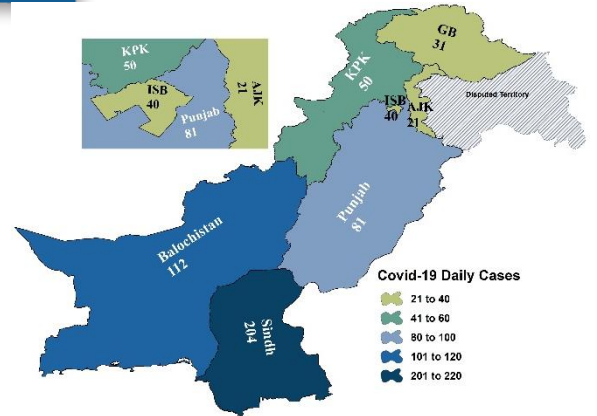 KPK
50
ISB
40
Punjab
81
AJK
21
GB
31
KPK
50
ISB
40
AJK
21
Disputed Territory
Punjab
81
Balochistan
112
Sindh
204
Covid-19 Daily Cases
21 to 40
41 to 60
80 to 100
101 to 120
201 to 220